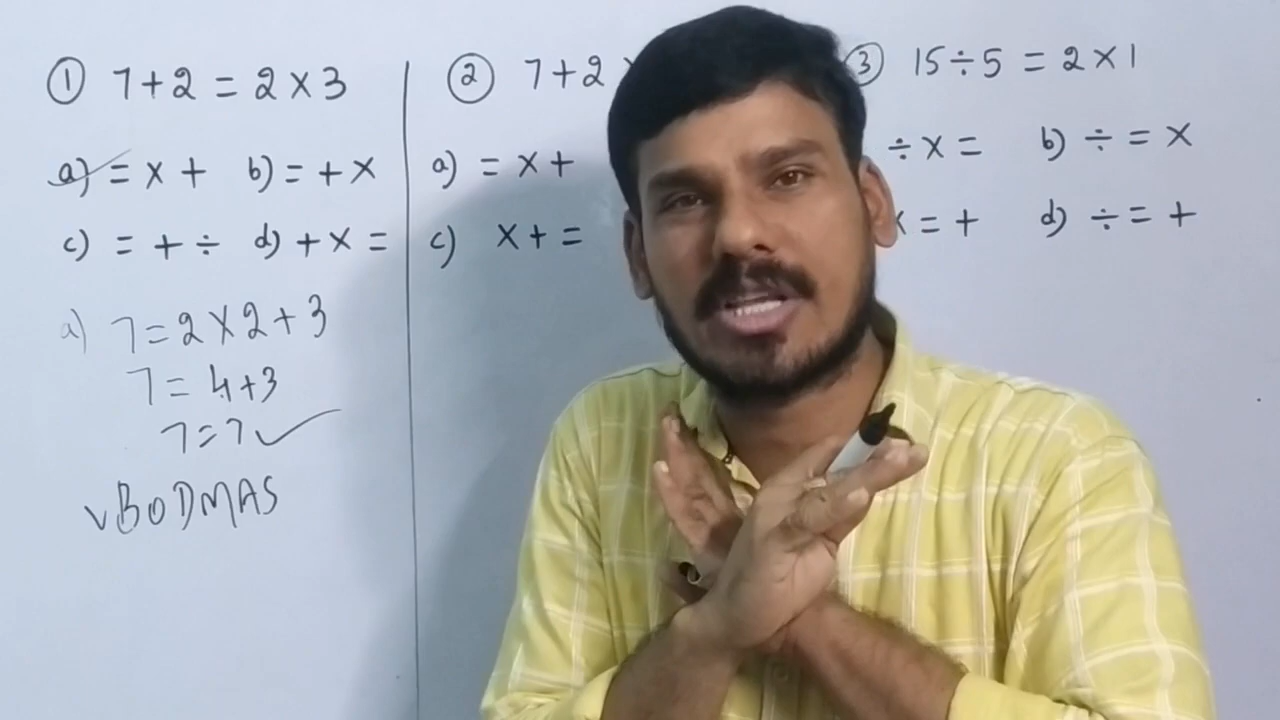 ① 7+2 = 2×3
a) = × + b) = + ×
c) = + ÷ d) + × =
a) 7=2×2+3
7 = 4+3
7=7✓
vBODMAS
② 7+2
a) = × +
c) × + =
③ 15÷5 = 2×1
÷ × = b) ÷ = ×
= + d) ÷ = +